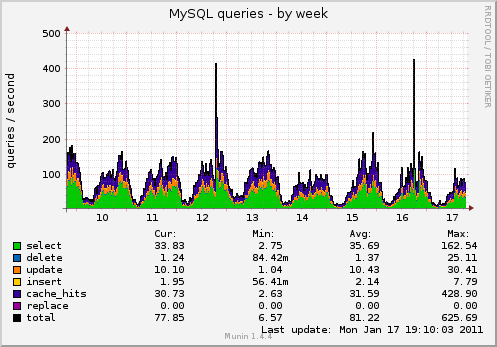 MySQL queries - by week
RRDTOOL / TOBI OETIKER
queries / second
500
400
300
200
100
10 11 12 13 14 15 16 17
Cur: Min: Avg: Max:
select 33.83 2.75 35.69 162.54
delete 1.24 84.42m 1.37 25.11
update 10.10 1.04 10.43 30.41
insert 1.95 56.41m 2.14 7.79
cache_hits 30.73 2.63 31.59 428.90
replace 0.00 0.00 0.00 0.00
total 77.85 6.57 81.22 625.69
Last update: Mon Jan 17 19:10:03 2011
Munin 1.4.4